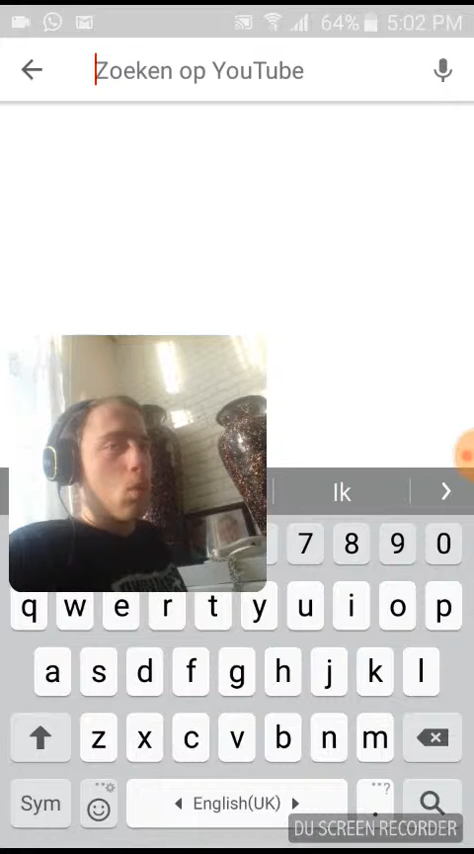 64% 5:02 PM
Zoeken op YouTube
Ik
7 8 9 0
q w e r t y u i o p
a s d f g h j k l
z x c v b n m
Sym English(UK) . ?
DU SCREEN RECORDER